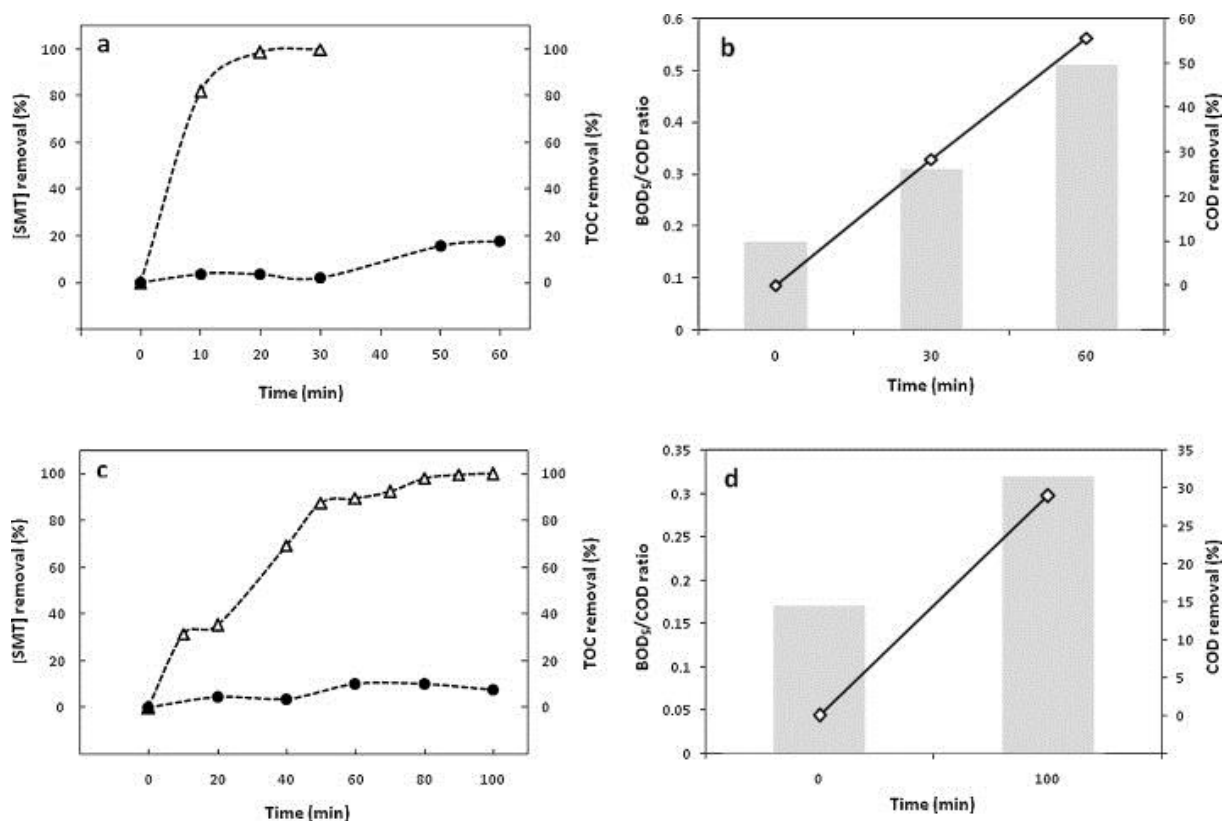 a
[SMT] removal (%)
100
80
60
40
20
0
100
80
60
40
20
0
TOC removal (%)
0 10 20 30 40 50 60
Time (min)
b
BOD5/COD ratio
0.6
0.5
0.4
0.3
0.2
0.1
0
60
50
40
30
20
10
0
COD removal (%)
0 30 60
Time (min)
c
[SMT] removal (%)
100
80
60
40
20
0
100
80
60
40
20
0
TOC removal (%)
0 20 40 60 80 100
Time (min)
d
BOD5/COD ratio
0.35
0.3
0.25
0.2
0.15
0.1
0.05
0
35
30
25
20
15
10
5
0
COD removal (%)
0 100
Time (min)